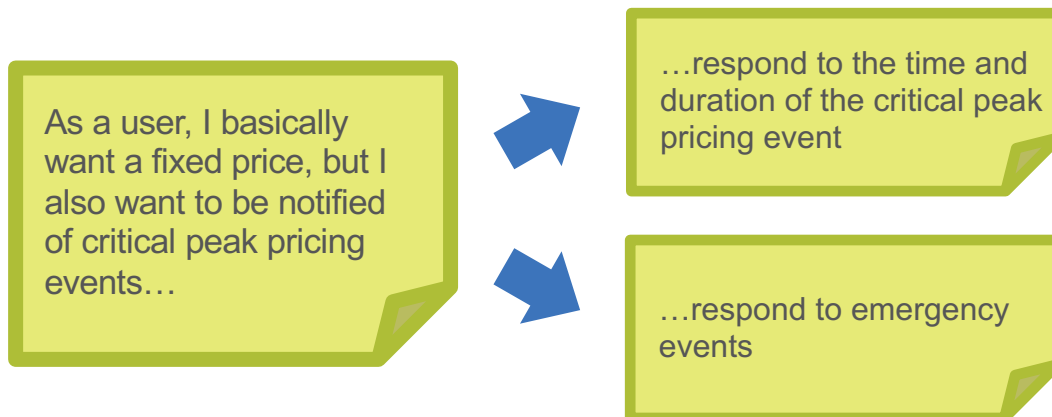 As a user, I basically
want a fixed price, but I
also want to be notified
of critical peak pricing
events…
…respond to the time and
duration of the critical peak
pricing event
…respond to emergency
events